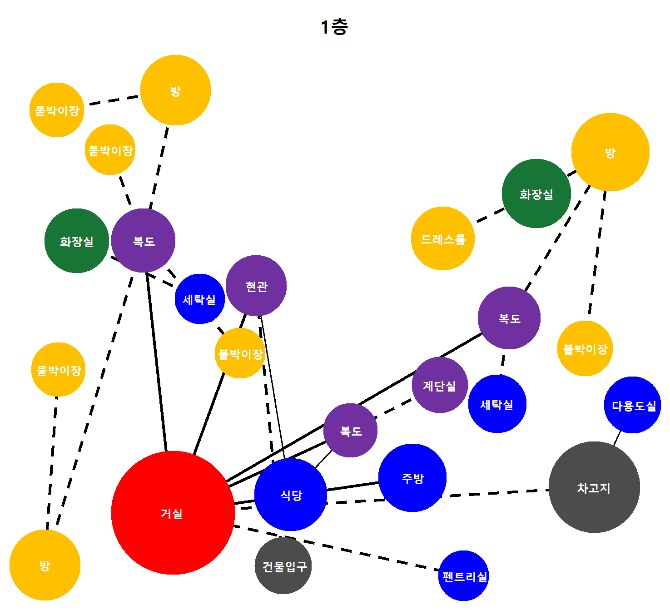 1층
방
붙박이장
붙박이장
방
화장실
드레스룸
화장실
복도
현관
세탁실
복도
붙박이장
붙박이장
붙박이장
계단실
세탁실
다용도실
복도
주방
식당
차고지
거실
방
건물입구
펜트리실